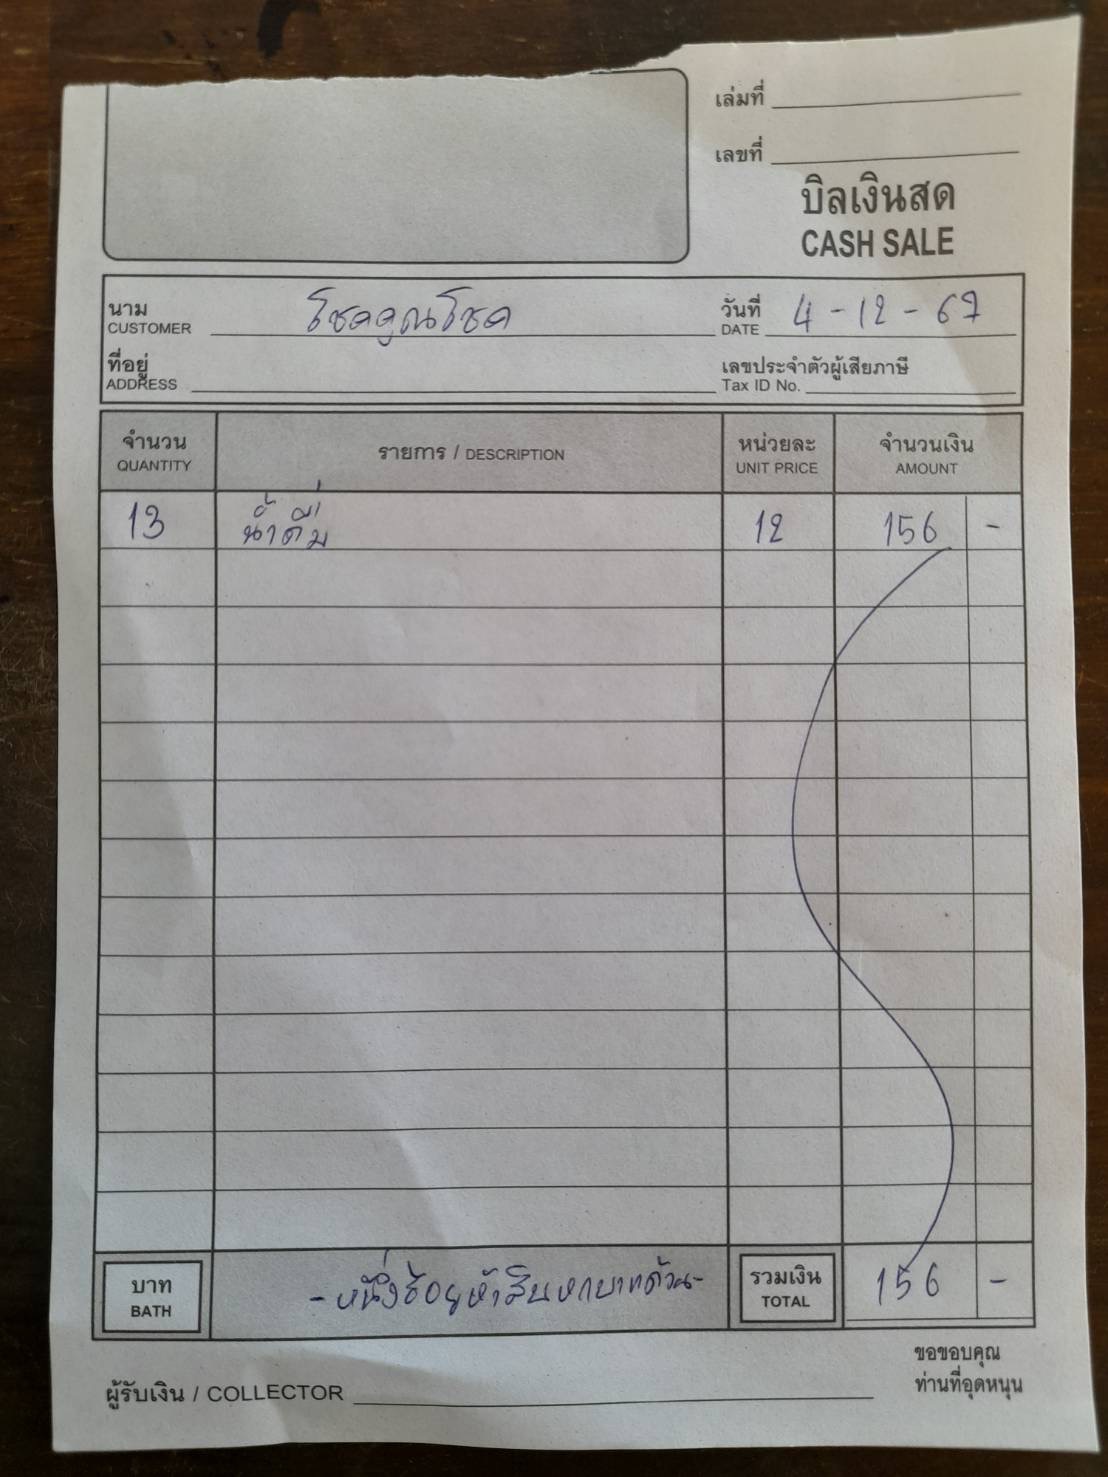 เล่มที่
เลขที่
บิลเงินสด
CASH SALE
นาม โชคคูณโชค วันที่ 4-12-67
CUSTOMER DATE
ที่อยู่ เลขประจำตัวผู้เสียภาษี
ADDRESS Tax ID No.
จำนวน รายการ / DESCRIPTION หน่วยละ จำนวนเงิน
QUANTITY UNIT PRICE AMOUNT
13 น้ำดื่ม 12 156 -
บาท -หนึ่งร้อยห้าสิบหกบาทถ้วน- รวมเงิน 156 -
BATH TOTAL
ขอขอบคุณ
ผู้รับเงิน / COLLECTOR ท่านที่อุดหนุน